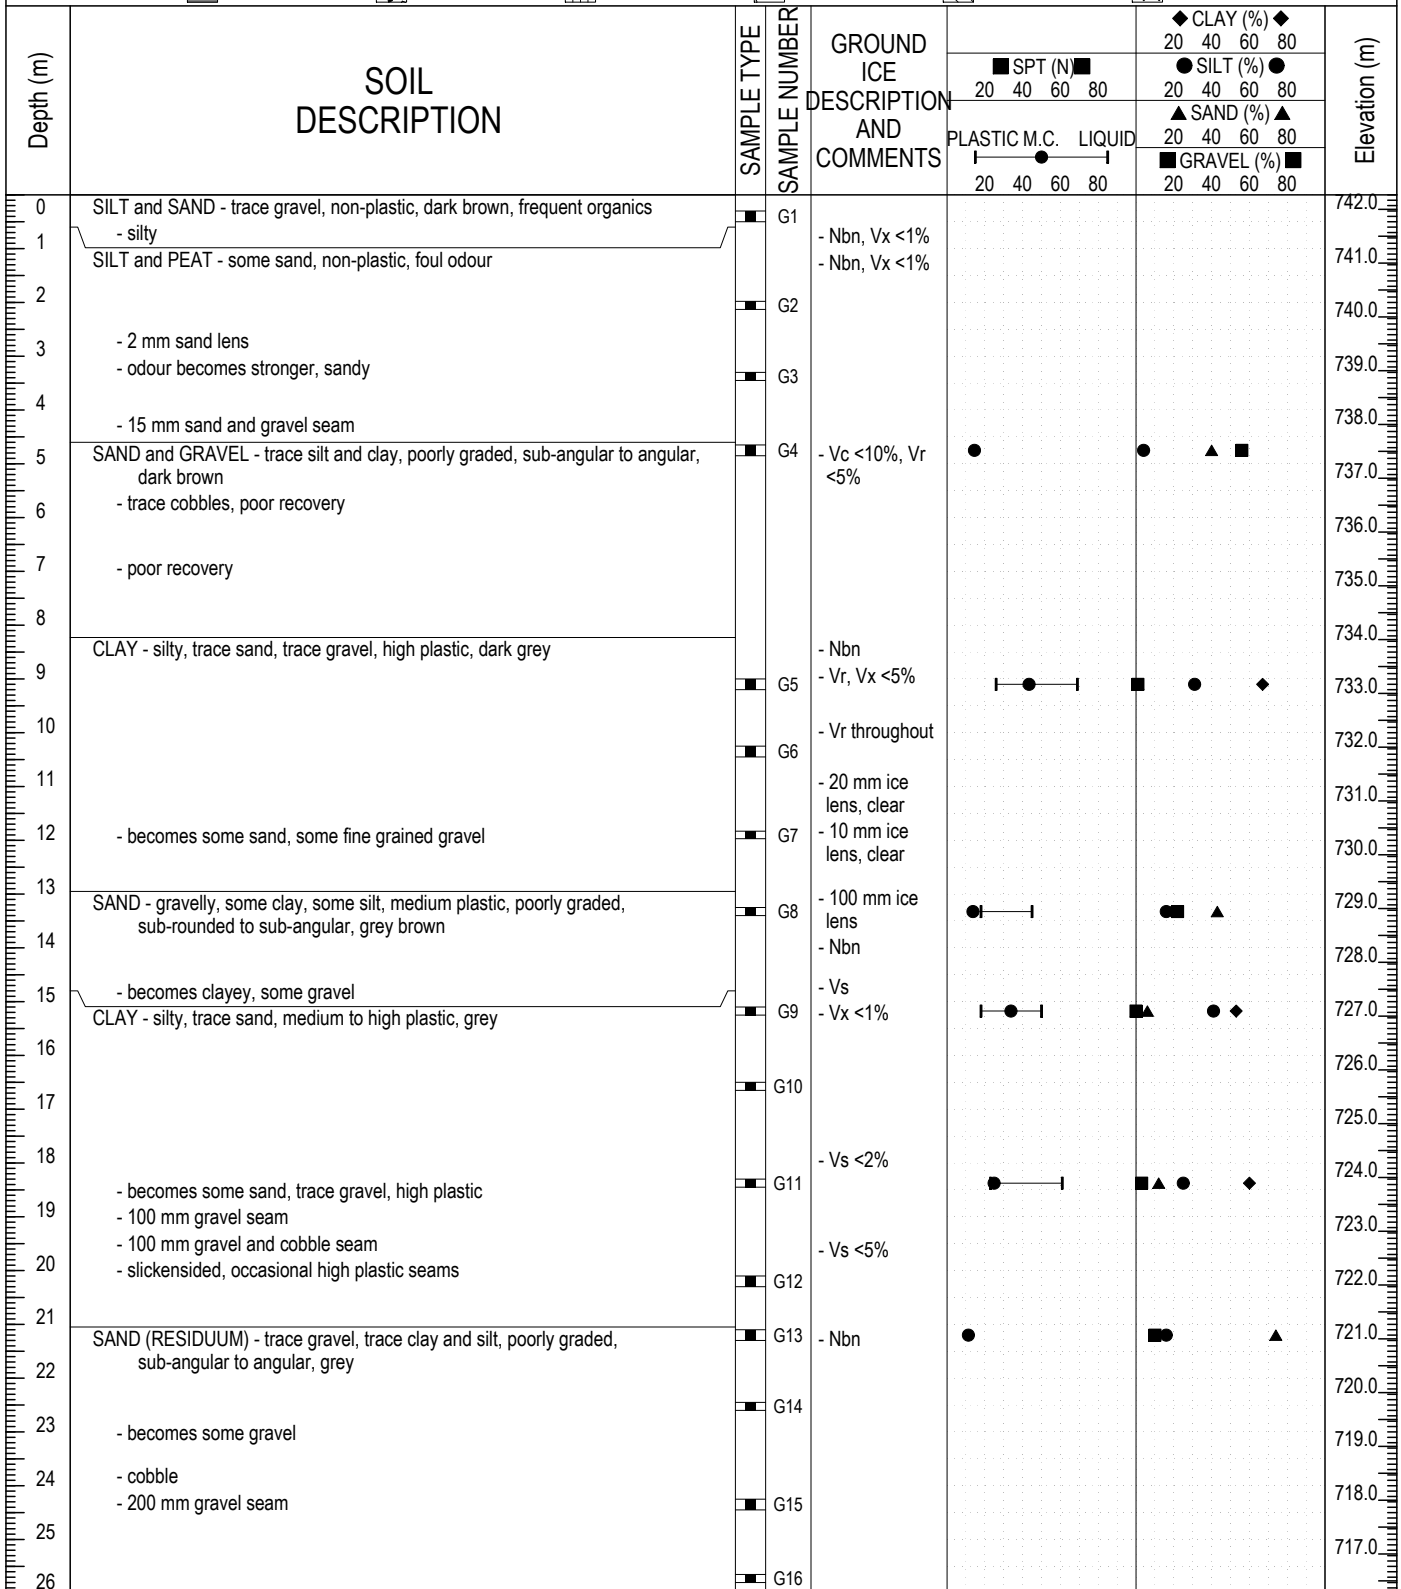 Depth (m)
SOIL
DESCRIPTION
SAMPLE TYPE
SAMPLE NUMBER
GROUND
ICE
DESCRIPTION
AND
COMMENTS
◆ CLAY (%) ◆
20 40 60 80
■ SPT (N) ■
20 40 60 80
● SILT (%) ●
20 40 60 80
▲ SAND (%) ▲
20 40 60 80
PLASTIC M.C. LIQUID
20 40 60 80
■ GRAVEL (%) ■
20 40 60 80
Elevation (m)
0
SILT and SAND - trace gravel, non-plastic, dark brown, frequent organics
G1
742.0
- silty
- Nbn, Vx <1%
1
741.0
SILT and PEAT - some sand, non-plastic, foul odour
- Nbn, Vx <1%
2
G2
740.0
- 2 mm sand lens
3
739.0
- odour becomes stronger, sandy
G3
4
738.0
- 15 mm sand and gravel seam
SAND and GRAVEL - trace silt and clay, poorly graded, sub-angular to angular,
dark brown
G4
- Vc <10%, Vr
<5%
5
737.0
- trace cobbles, poor recovery
6
736.0
7
- poor recovery
735.0
8
734.0
CLAY - silty, trace sand, trace gravel, high plastic, dark grey
- Nbn
9
- Vr, Vx <5%
G5
733.0
10
- Vr throughout
732.0
G6
11
- 20 mm ice
lens, clear
731.0
12
- becomes some sand, some fine grained gravel
G7
- 10 mm ice
lens, clear
730.0
13
SAND - gravelly, some clay, some silt, medium plastic, poorly graded,
sub-rounded to sub-angular, grey brown
G8
- 100 mm ice
lens
729.0
14
- Nbn
728.0
- becomes clayey, some gravel
- Vs
15
CLAY - silty, trace sand, medium to high plastic, grey
G9
- Vx <1%
727.0
16
726.0
G10
17
725.0
18
- Vs <2%
724.0
G11
- becomes some sand, trace gravel, high plastic
19
- 100 mm gravel seam
723.0
- 100 mm gravel and cobble seam
- Vs <5%
20
- slickensided, occasional high plastic seams
722.0
G12
21
SAND (RESIDUUM) - trace gravel, trace clay and silt, poorly graded,
sub-angular to angular, grey
G13
- Nbn
721.0
22
720.0
G14
23
- becomes some gravel
719.0
24
- cobble
718.0
- 200 mm gravel seam
G15
25
717.0
26
G16